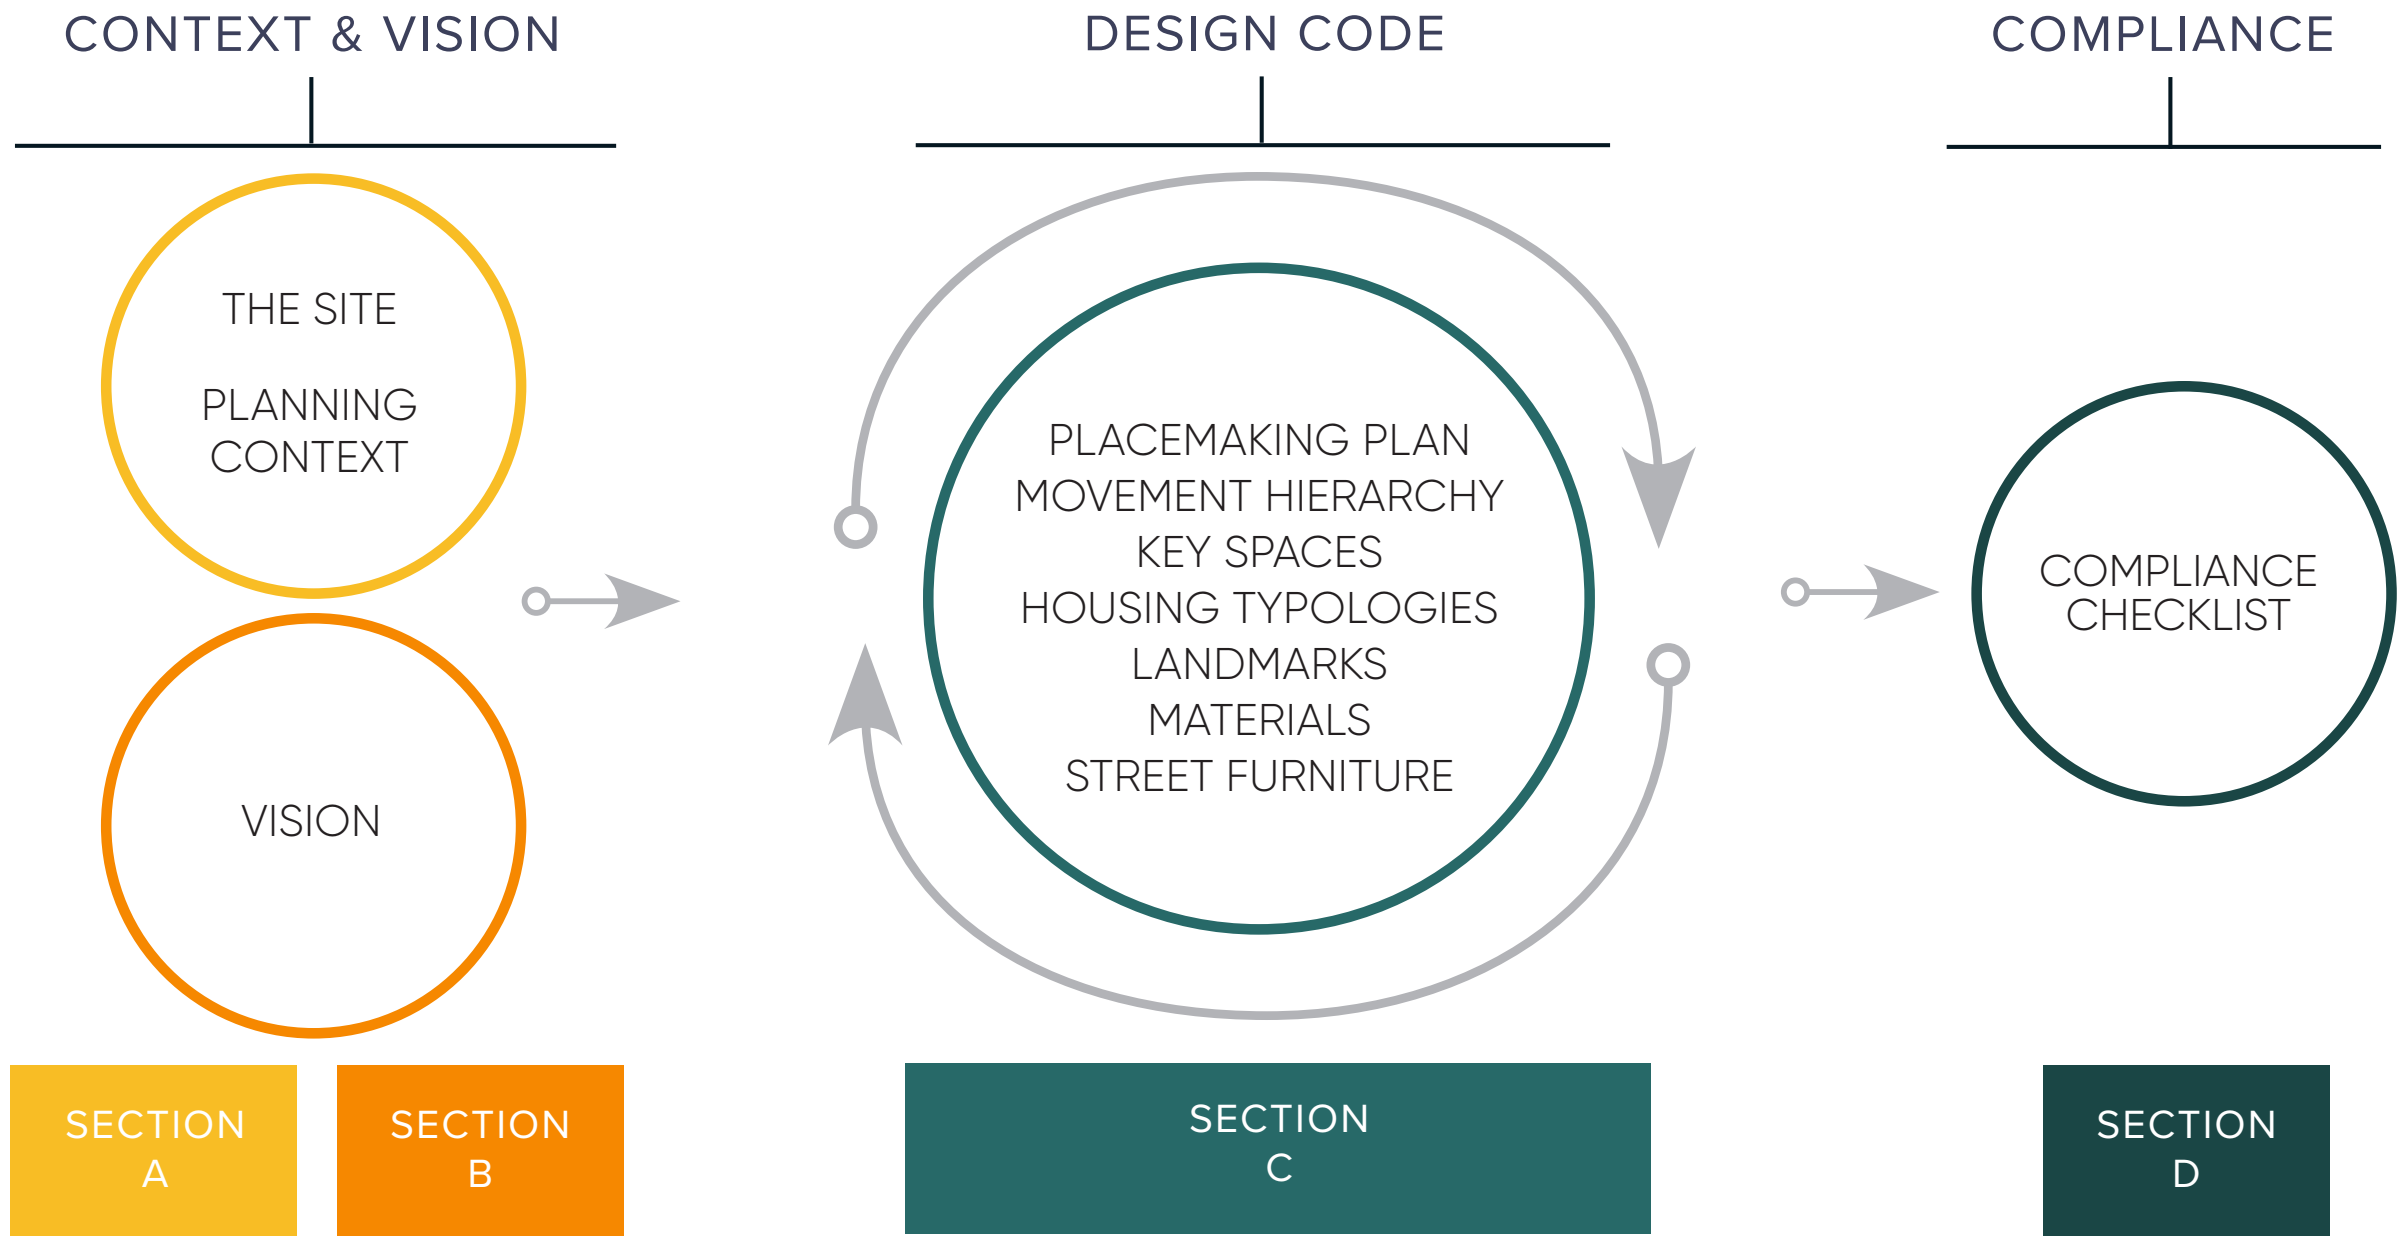 CONTEXT & VISION
DESIGN CODE
COMPLIANCE
THE SITE
PLANNING
CONTEXT
VISION
PLACEMAKING PLAN
MOVEMENT HIERARCHY
KEY SPACES
HOUSING TYPOLOGIES
LANDMARKS
MATERIALS
STREET FURNITURE
COMPLIANCE
CHECKLIST
SECTION
A
SECTION
B
SECTION
C
SECTION
D